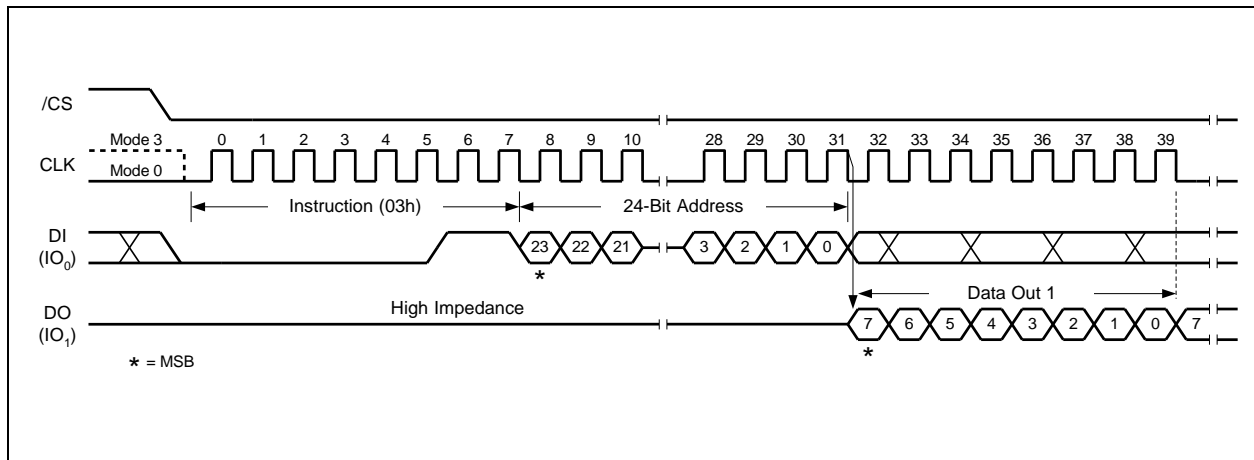 /CS
Mode 3
0 1 2 3 4 5 6 7 8 9 10 28 29 30 31 32 33 34 35 36 37 38 39
CLK
Mode 0
Instruction (03h) 24-Bit Address
DI
(IO0)
23 22 21 3 2 1 0
*
High Impedance
Data Out 1
DO
(IO1)
7 6 5 4 3 2 1 0 7
*
* = MSB